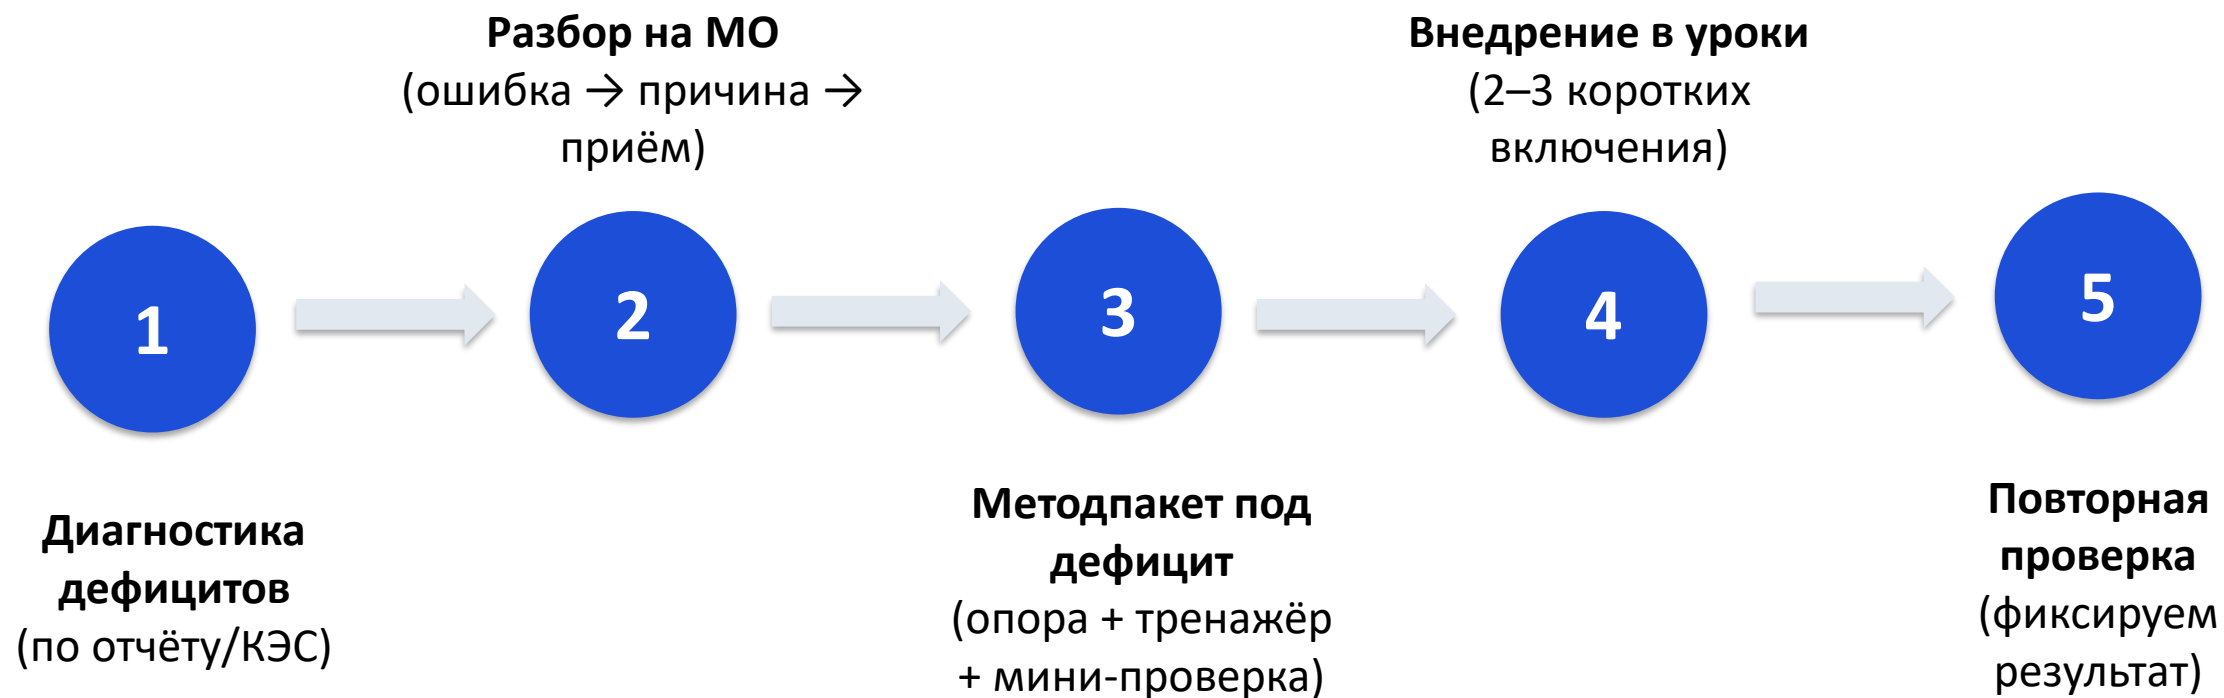 Разбор на МО
(ошибка → причина →
приём)
Внедрение в уроки
(2–3 коротких
включения)
1
2
3
4
5
Диагностика
дефицитов
(по отчёту/КЭС)
Методпакет под
дефицит
(опора + тренажёр
+ мини-проверка)
Повторная
проверка
(фиксируем
результат)